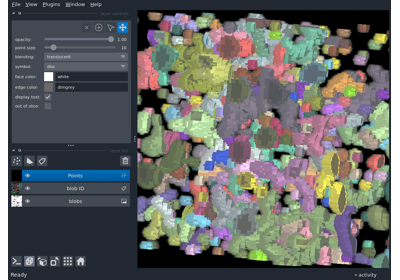 File View Plugins Window Help
opacity: 1.00
point size: 10
blending: translucent
symbol: disc
face color: white
edge color: dimgrey
display text:
out of slice:
Points
blob ID
blobs
Ready
activity